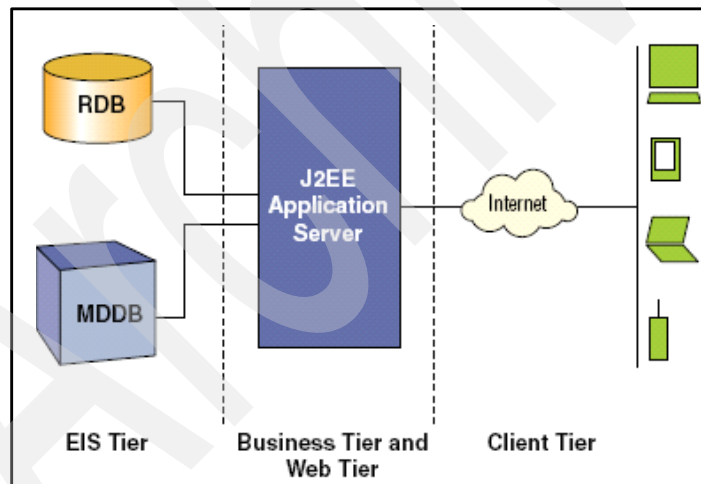 RDB
MDDB
J2EE
Application
Server
Internet
EIS Tier
Business Tier and
Web Tier
Client Tier